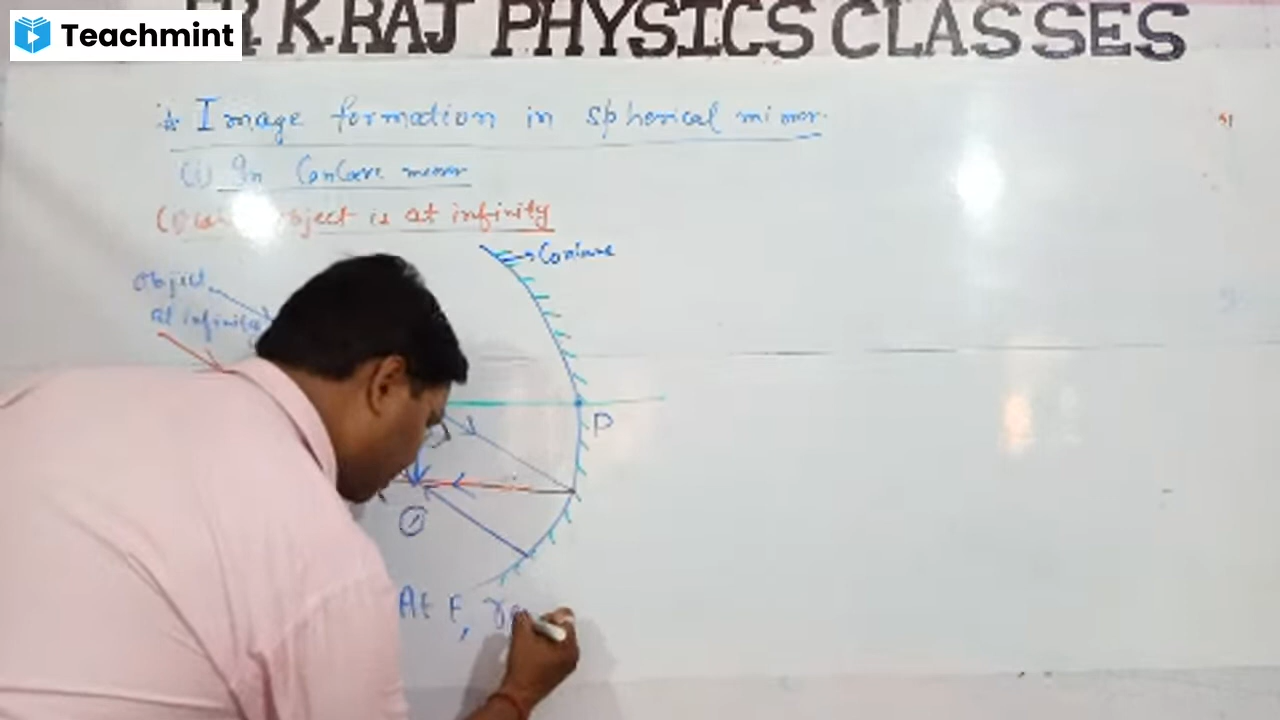 Teachmint
K.RAJ PHYSICS CLASSES
Image formation in spherical mirror.
(i) In Concave mirror
(i) object is at infinity
Concave
Object
at infinity
P
At F,